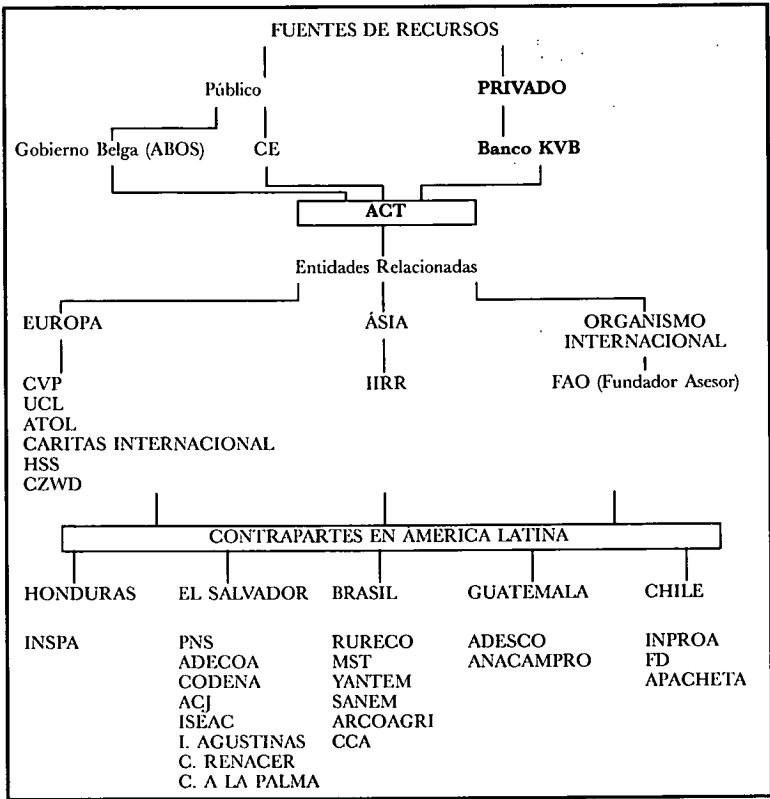 FUENTES DE RECURSOS
Público
PRIVADO
Gobierno Belga (ABOS)
CE
Banco KVB
ACT
Entidades Relacionadas
EUROPA
ÁSIA
ORGANISMO
INTERNACIONAL
CVP
UCL
ATOL
CARITAS INTERNACIONAL
HSS
CZWD
IIRR
FAO (Fundador Asesor)
CONTRAPARTES EN AMERICA LATINA
HONDURAS
EL SALVADOR
BRASIL
GUATEMALA
CHILE
INSPA
PNS
ADECOA
CODENA
ACJ
ISEAC
I. AGUSTINAS
C. RENACER
C. A LA PALMA
RURECO
MST
YANTEM
SANEM
ARCOAGRI
CCA
ADESCO
ANACAMPRO
INPROA
FD
APACHETA